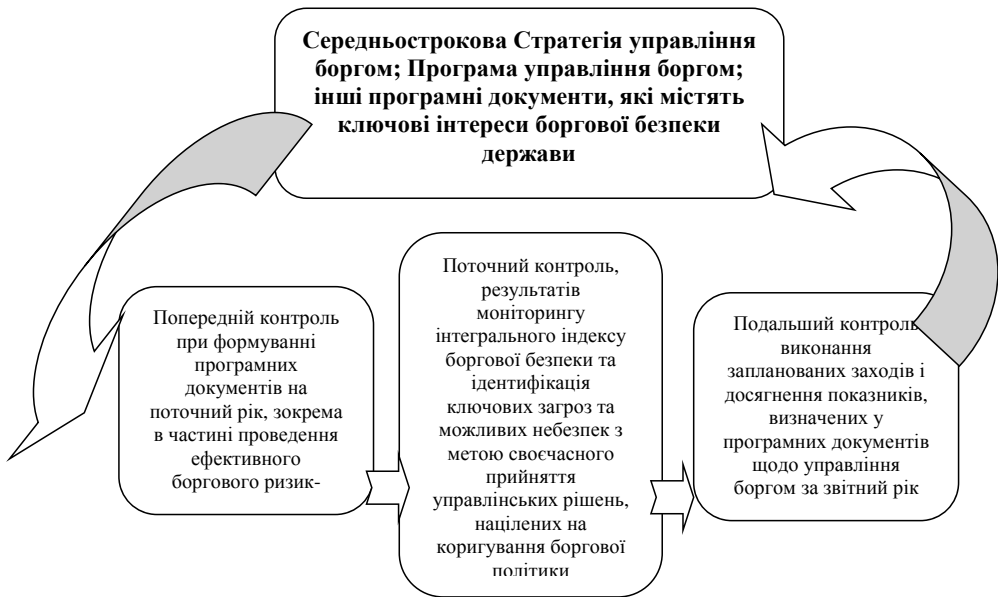 Середньострокова Стратегія управління
боргом; Програма управління боргом;
інші програмні документи, які містять
ключові інтереси боргової безпеки
держави
Попередній контроль
при формуванні
програмних
документів на
поточний рік, зокрема
в частині проведення
ефективного
боргового ризик-
Поточний контроль,
результатів
моніторингу
інтегрального індексу
боргової безпеки та
ідентифікація
ключових загроз та
можливих небезпек з
метою своєчасного
прийняття
управлінських рішень,
націлених на
коригування боргової
політики
Подальший контроль
виконання
запланованих заходів і
досягнення показників,
визначених у
програмних документів
щодо управління
боргом за звітний рік